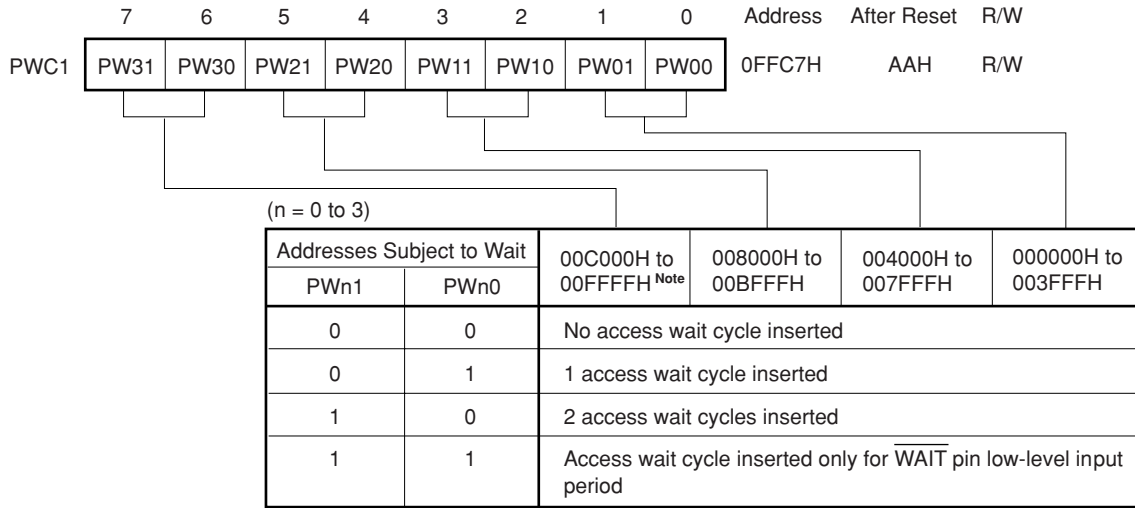 7 6 5 4 3 2 1 0 Address After Reset R/W
PWC1 PW31 PW30 PW21 PW20 PW11 PW10 PW01 PW00 0FFC7H AAH R/W
(n = 0 to 3)
Addresses Subject to Wait
PWn1 PWn0
00C000H to
00FFFFH Note
008000H to
00BFFFH
004000H to
007FFFH
000000H to
003FFFH
0 0 No access wait cycle inserted
0 1 1 access wait cycle inserted
1 0 2 access wait cycles inserted
1 1 Access wait cycle inserted only for WAIT pin low-level input
period